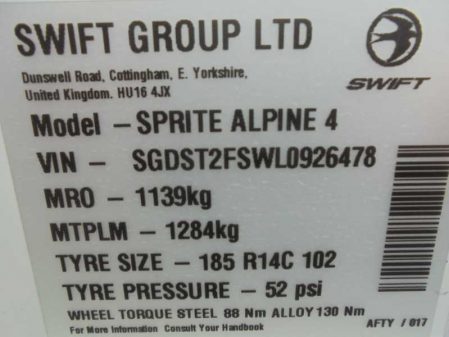 SWIFT GROUP LTD
Dunswell Road, Cottingham, E. Yorkshire,
United Kingdom. HU16 4JX
SWIFT
Model – SPRITE ALPINE 4
VIN – SGDST2FSWL0926478
MRO – 1139kg
MTPLM – 1284kg
TYRE SIZE – 185 R14C 102
TYRE PRESSURE – 52 psi
WHEEL TORQUE STEEL 88 Nm ALLOY 130 Nm
For More Information Consult Your Handbook
AFTY / 017